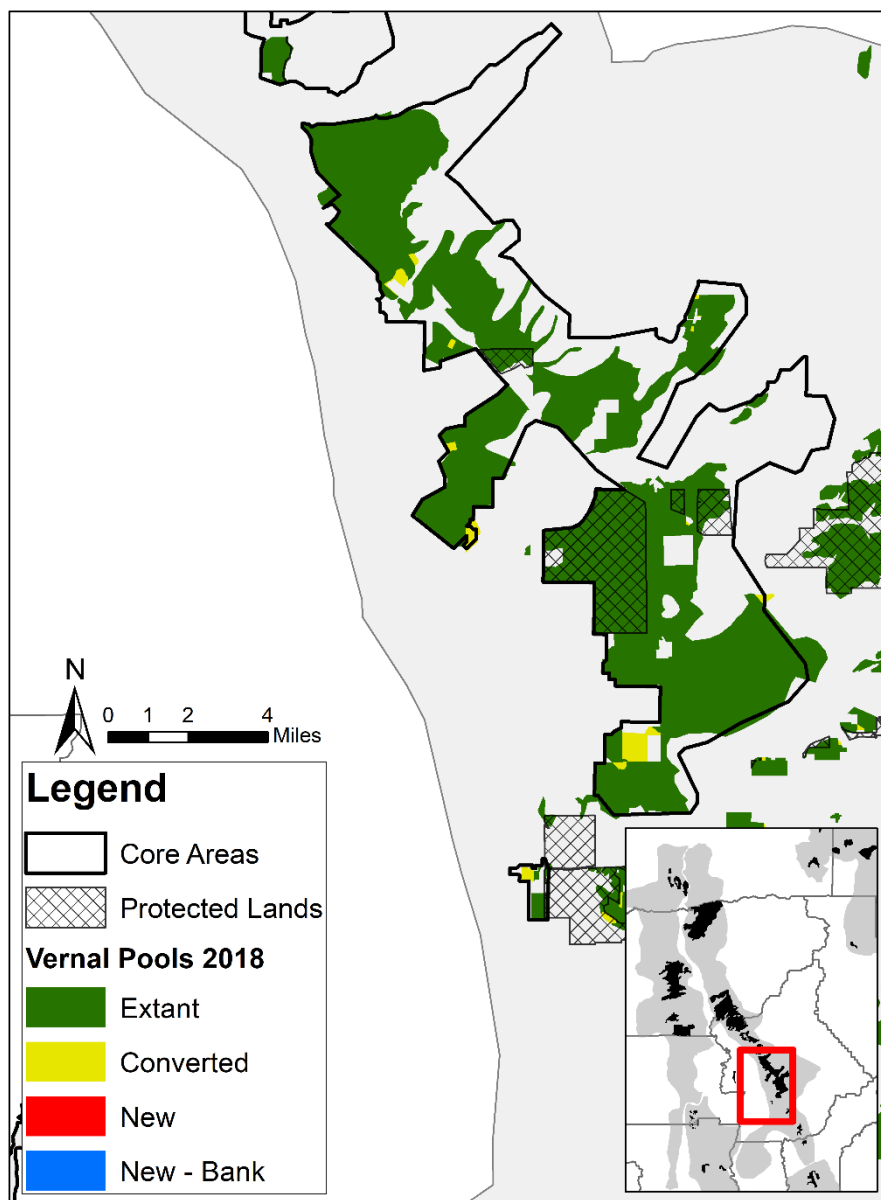 N
0 1 2 4
Miles
Legend
Core Areas
Protected Lands
Vernal Pools 2018
Extant
Converted
New
New - Bank